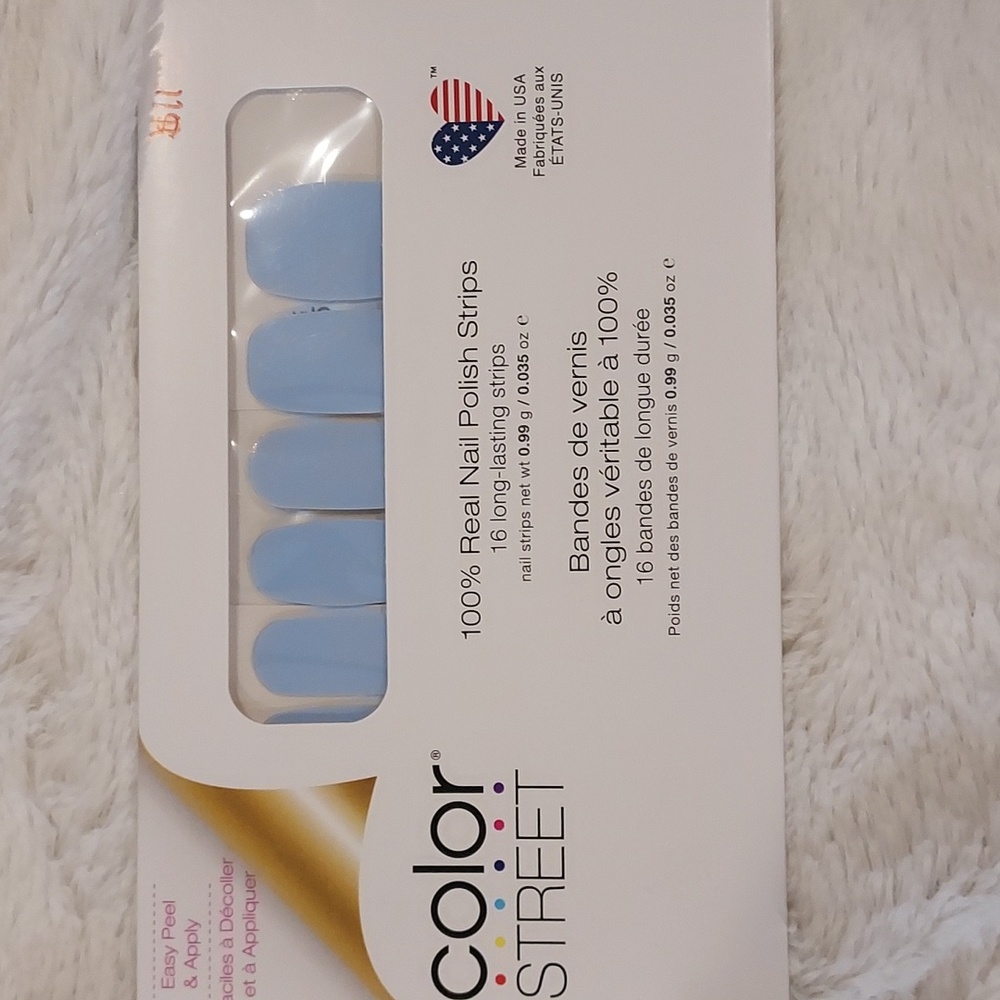 color®
STREET
Easy Peel
& Apply
aciles à Décoller
et à Appliquer
100% Real Nail Polish Strips
16 long-lasting strips
nail strips net wt 0.99 g / 0.035 oz ℮
Bandes de vernis
à ongles véritable à 100%
16 bandes de longue durée
Poids net des bandes de vernis 0.99 g / 0.035 oz ℮
TM
Made in USA
Fabriquées aux
ÉTATS-UNIS